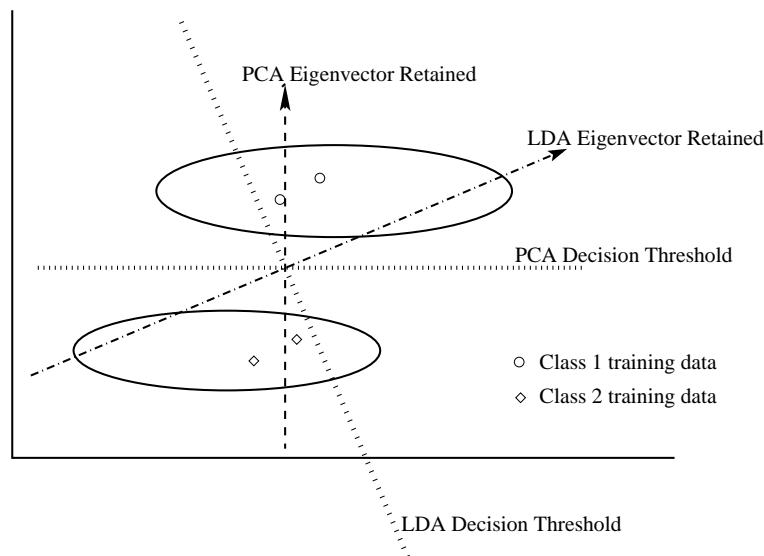 PCA Eigenvector Retained
LDA Eigenvector Retained
PCA Decision Threshold
Class 1 training data
Class 2 training data
LDA Decision Threshold